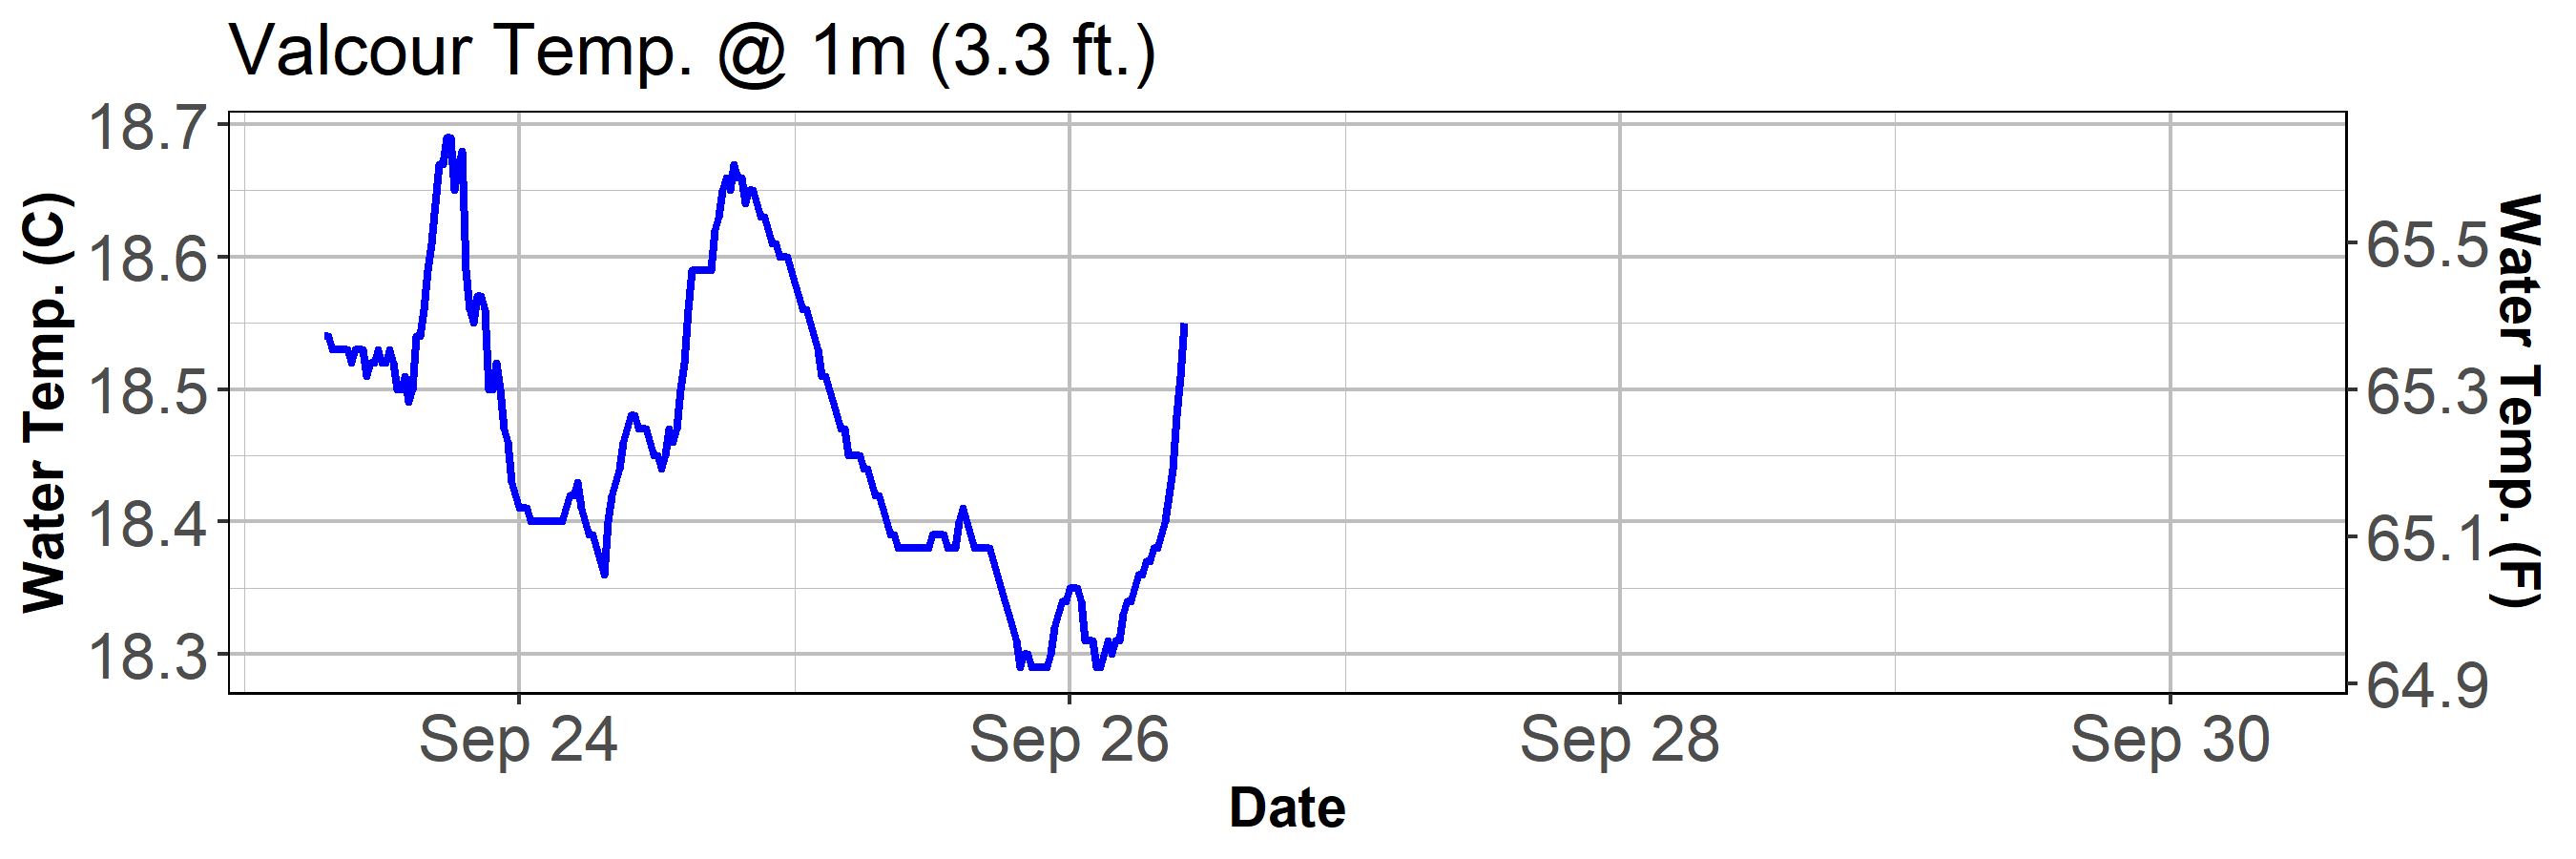 Valcour Temp. @ 1m (3.3 ft.)
Water Temp. (C)
18.7
18.6
18.5
18.4
18.3
65.5
65.3
65.1
64.9
Water Temp. (F)
Sep 24 Sep 26 Sep 28 Sep 30
Date